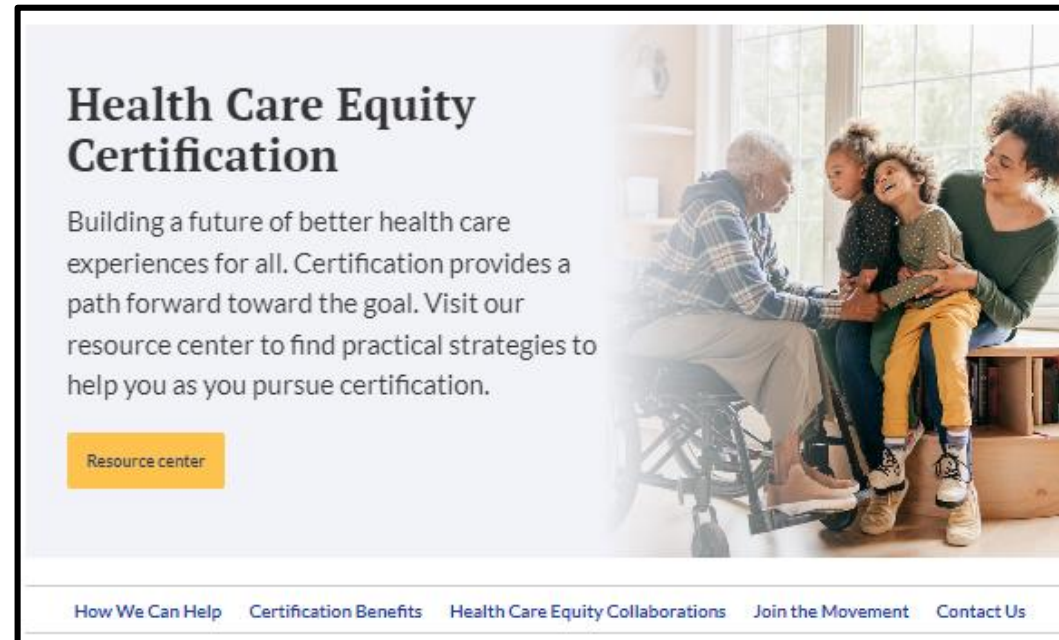 Health Care Equity
Certification
Building a future of better health care
experiences for all. Certification provides a
path forward toward the goal. Visit our
resource center to find practical strategies to
help you as you pursue certification.
Resource center
How We Can Help Certification Benefits Health Care Equity Collaborations Join the Movement Contact Us